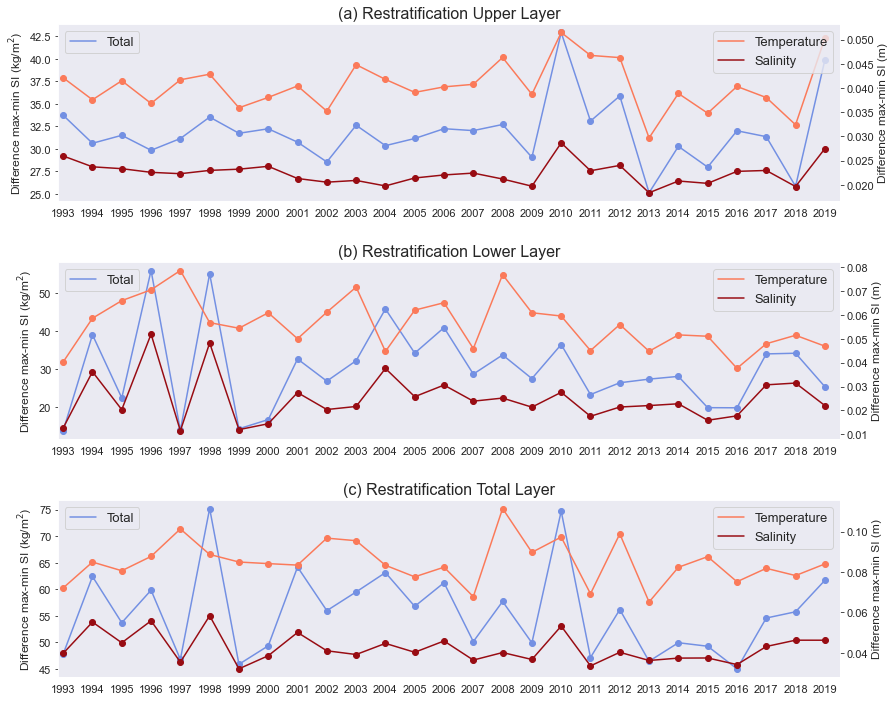 (a) Restratification Upper Layer
Difference max-min SI (kg/m²)
42.5
40.0
37.5
35.0
32.5
30.0
27.5
25.0
Total
Temperature
Salinity
0.050
0.045
0.040
0.035
0.030
0.025
0.020
Difference max-min SI (m)
1993 1994 1995 1996 1997 1998 1999 2000 2001 2002 2003 2004 2005 2006 2007 2008 2009 2010 2011 2012 2013 2014 2015 2016 2017 2018 2019
(b) Restratification Lower Layer
Difference max-min SI (kg/m²)
50
40
30
20
Total
Temperature
Salinity
0.08
0.07
0.06
0.05
0.04
0.03
0.02
0.01
Difference max-min SI (m)
1993 1994 1995 1996 1997 1998 1999 2000 2001 2002 2003 2004 2005 2006 2007 2008 2009 2010 2011 2012 2013 2014 2015 2016 2017 2018 2019
(c) Restratification Total Layer
Difference max-min SI (kg/m²)
75
70
65
60
55
50
45
Total
Temperature
Salinity
0.10
0.08
0.06
0.04
Difference max-min SI (m)
1993 1994 1995 1996 1997 1998 1999 2000 2001 2002 2003 2004 2005 2006 2007 2008 2009 2010 2011 2012 2013 2014 2015 2016 2017 2018 2019